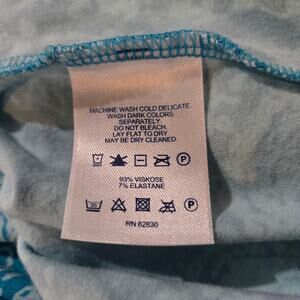 MACHINE WASH COLD DELICATE
WASH DARK COLORS
SEPARATELY
DO NOT BLEACH
LAY FLAT TO DRY
MAY BE DRY CLEANED
P
93% VISKOSE
7% ELASTANE
P
RN 62830